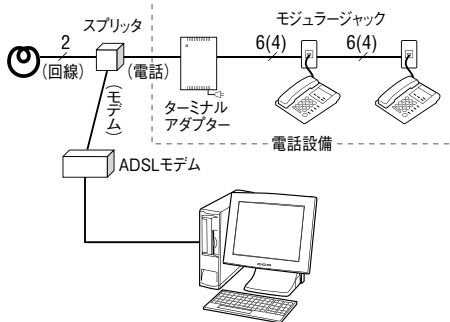 スプリッタ
モジュラージャック
2
6(4)
6(4)
(回線)
(電話)
(モデム)
ターミナル
アダプター
電話設備
ADSLモデム